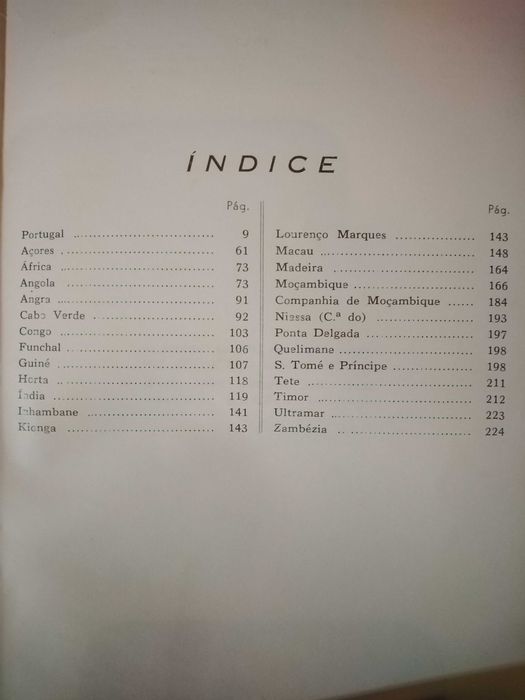 ÍNDICE
Pág.
Portugal 9
Açores 61
África 73
Angola 73
Angra 91
Cabo Verde 92
Congo 103
Funchal 106
Guiné 107
Horta 118
Índia 119
Inhambane 141
Kionga 143
Pág.
Lourenço Marques 143
Macau 148
Madeira 164
Moçambique 166
Companhia de Moçambique 184
Niassa (C.ª do) 193
Ponta Delgada 197
Quelimane 198
S. Tomé e Príncipe 198
Tete 211
Timor 212
Ultramar 223
Zambézia 224